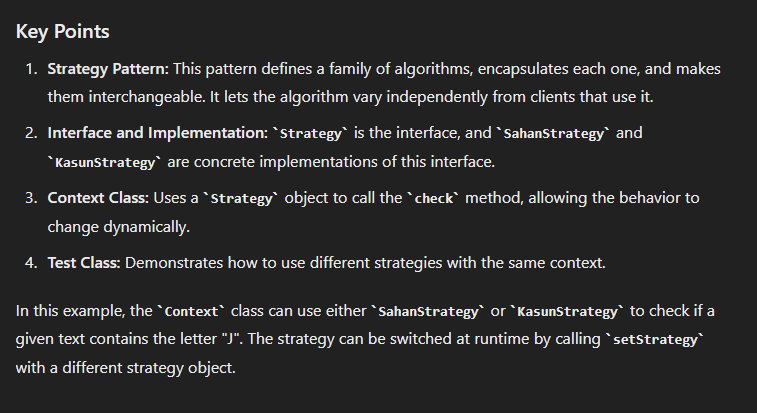 Key Points
1. Strategy Pattern: This pattern defines a family of algorithms, encapsulates each one, and makes
them interchangeable. It lets the algorithm vary independently from clients that use it.
2. Interface and Implementation: `Strategy` is the interface, and `SahanStrategy` and
`KasunStrategy` are concrete implementations of this interface.
3. Context Class: Uses a `Strategy` object to call the `check` method, allowing the behavior to
change dynamically.
4. Test Class: Demonstrates how to use different strategies with the same context.
In this example, the `Context` class can use either `SahanStrategy` or `KasunStrategy` to check if a
given text contains the letter "J". The strategy can be switched at runtime by calling `setStrategy`
with a different strategy object.